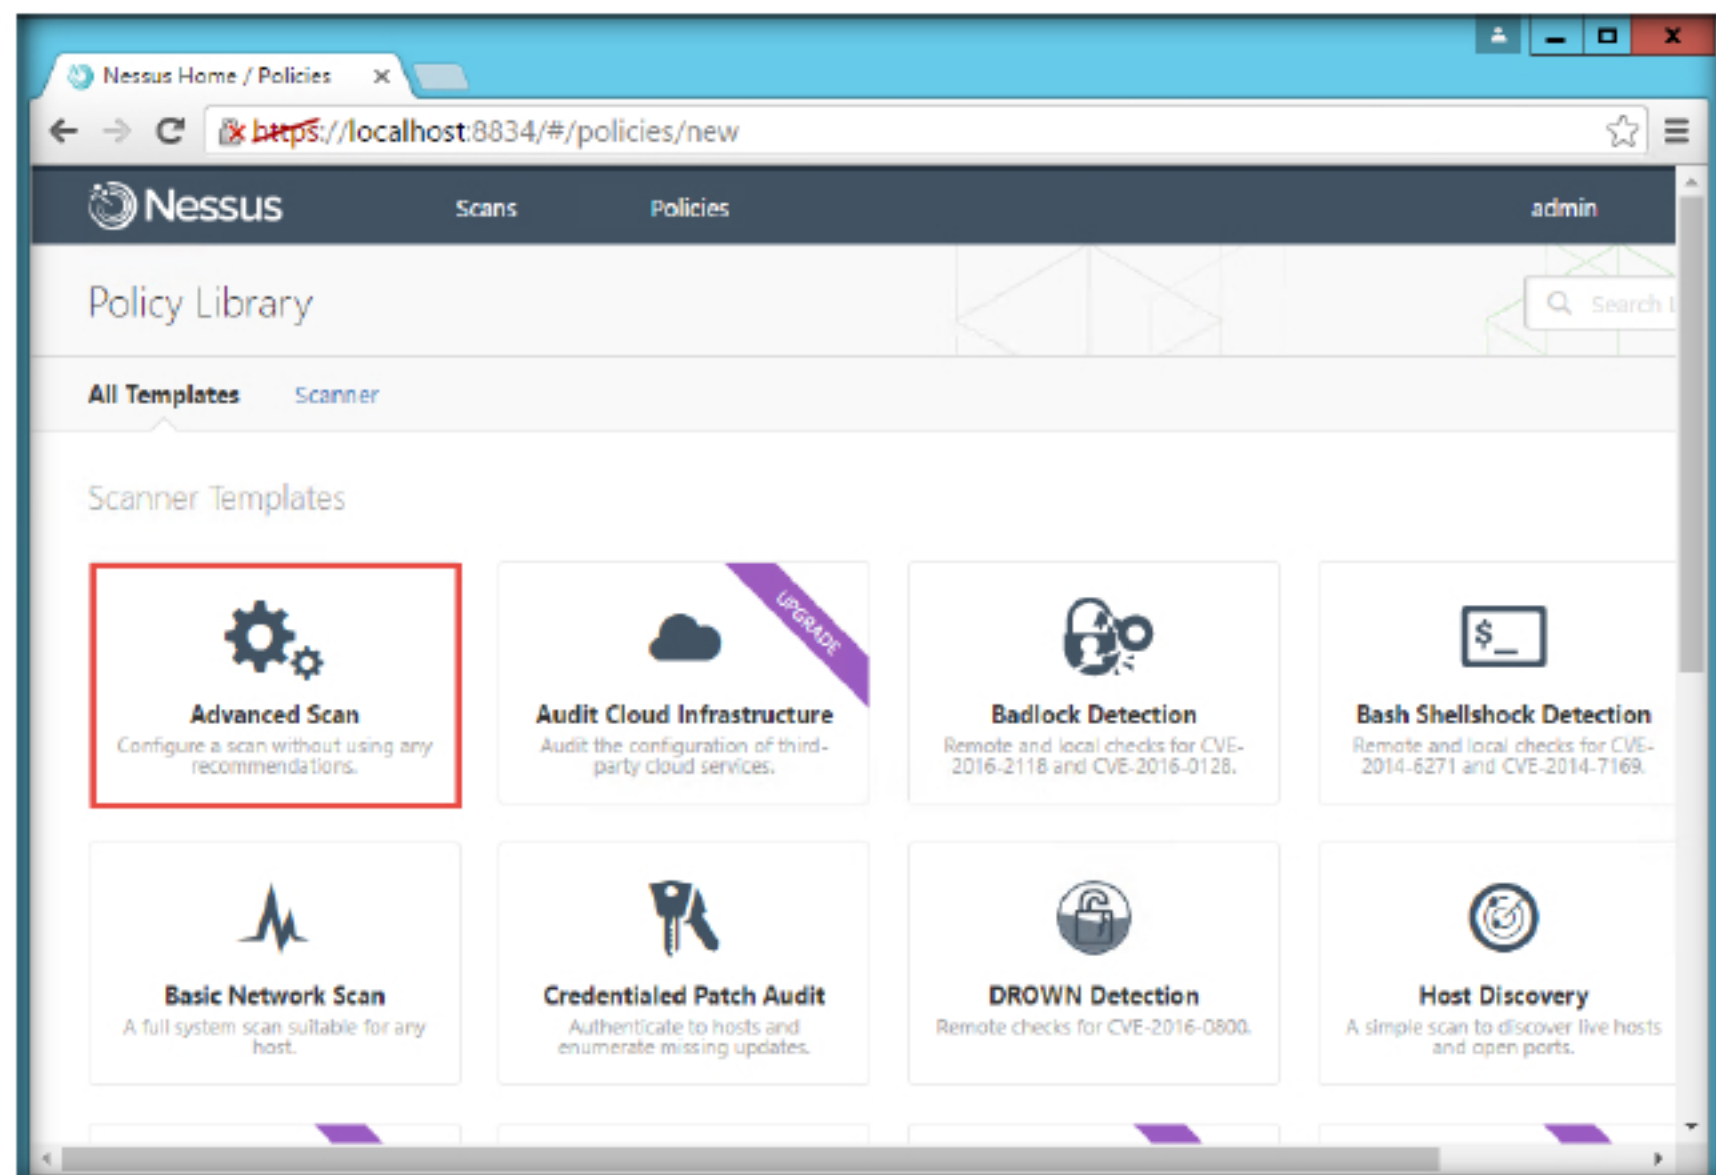 Nessus Home / Policies
https://localhost:8834/#/policies/new
Nessus Scans Policies admin
Policy Library
Search
All Templates Scanner
Scanner Templates
UPGRADE
$_
Advanced Scan
Configure a scan without using any
recommendations.
Audit Cloud Infrastructure
Audit the configuration of third-
party cloud services.
Badlock Detection
Remote and local checks for CVE-
2016-2118 and CVE-2016-0128.
Bash Shellshock Detection
Remote and local checks for CVE-
2014-6271 and CVE-2014-7169.
Basic Network Scan
A full system scan suitable for any
host.
Credentialed Patch Audit
Authenticate to hosts and
enumerate missing updates.
DROWN Detection
Remote checks for CVE-2016-0800.
Host Discovery
A simple scan to discover live hosts
and open ports.